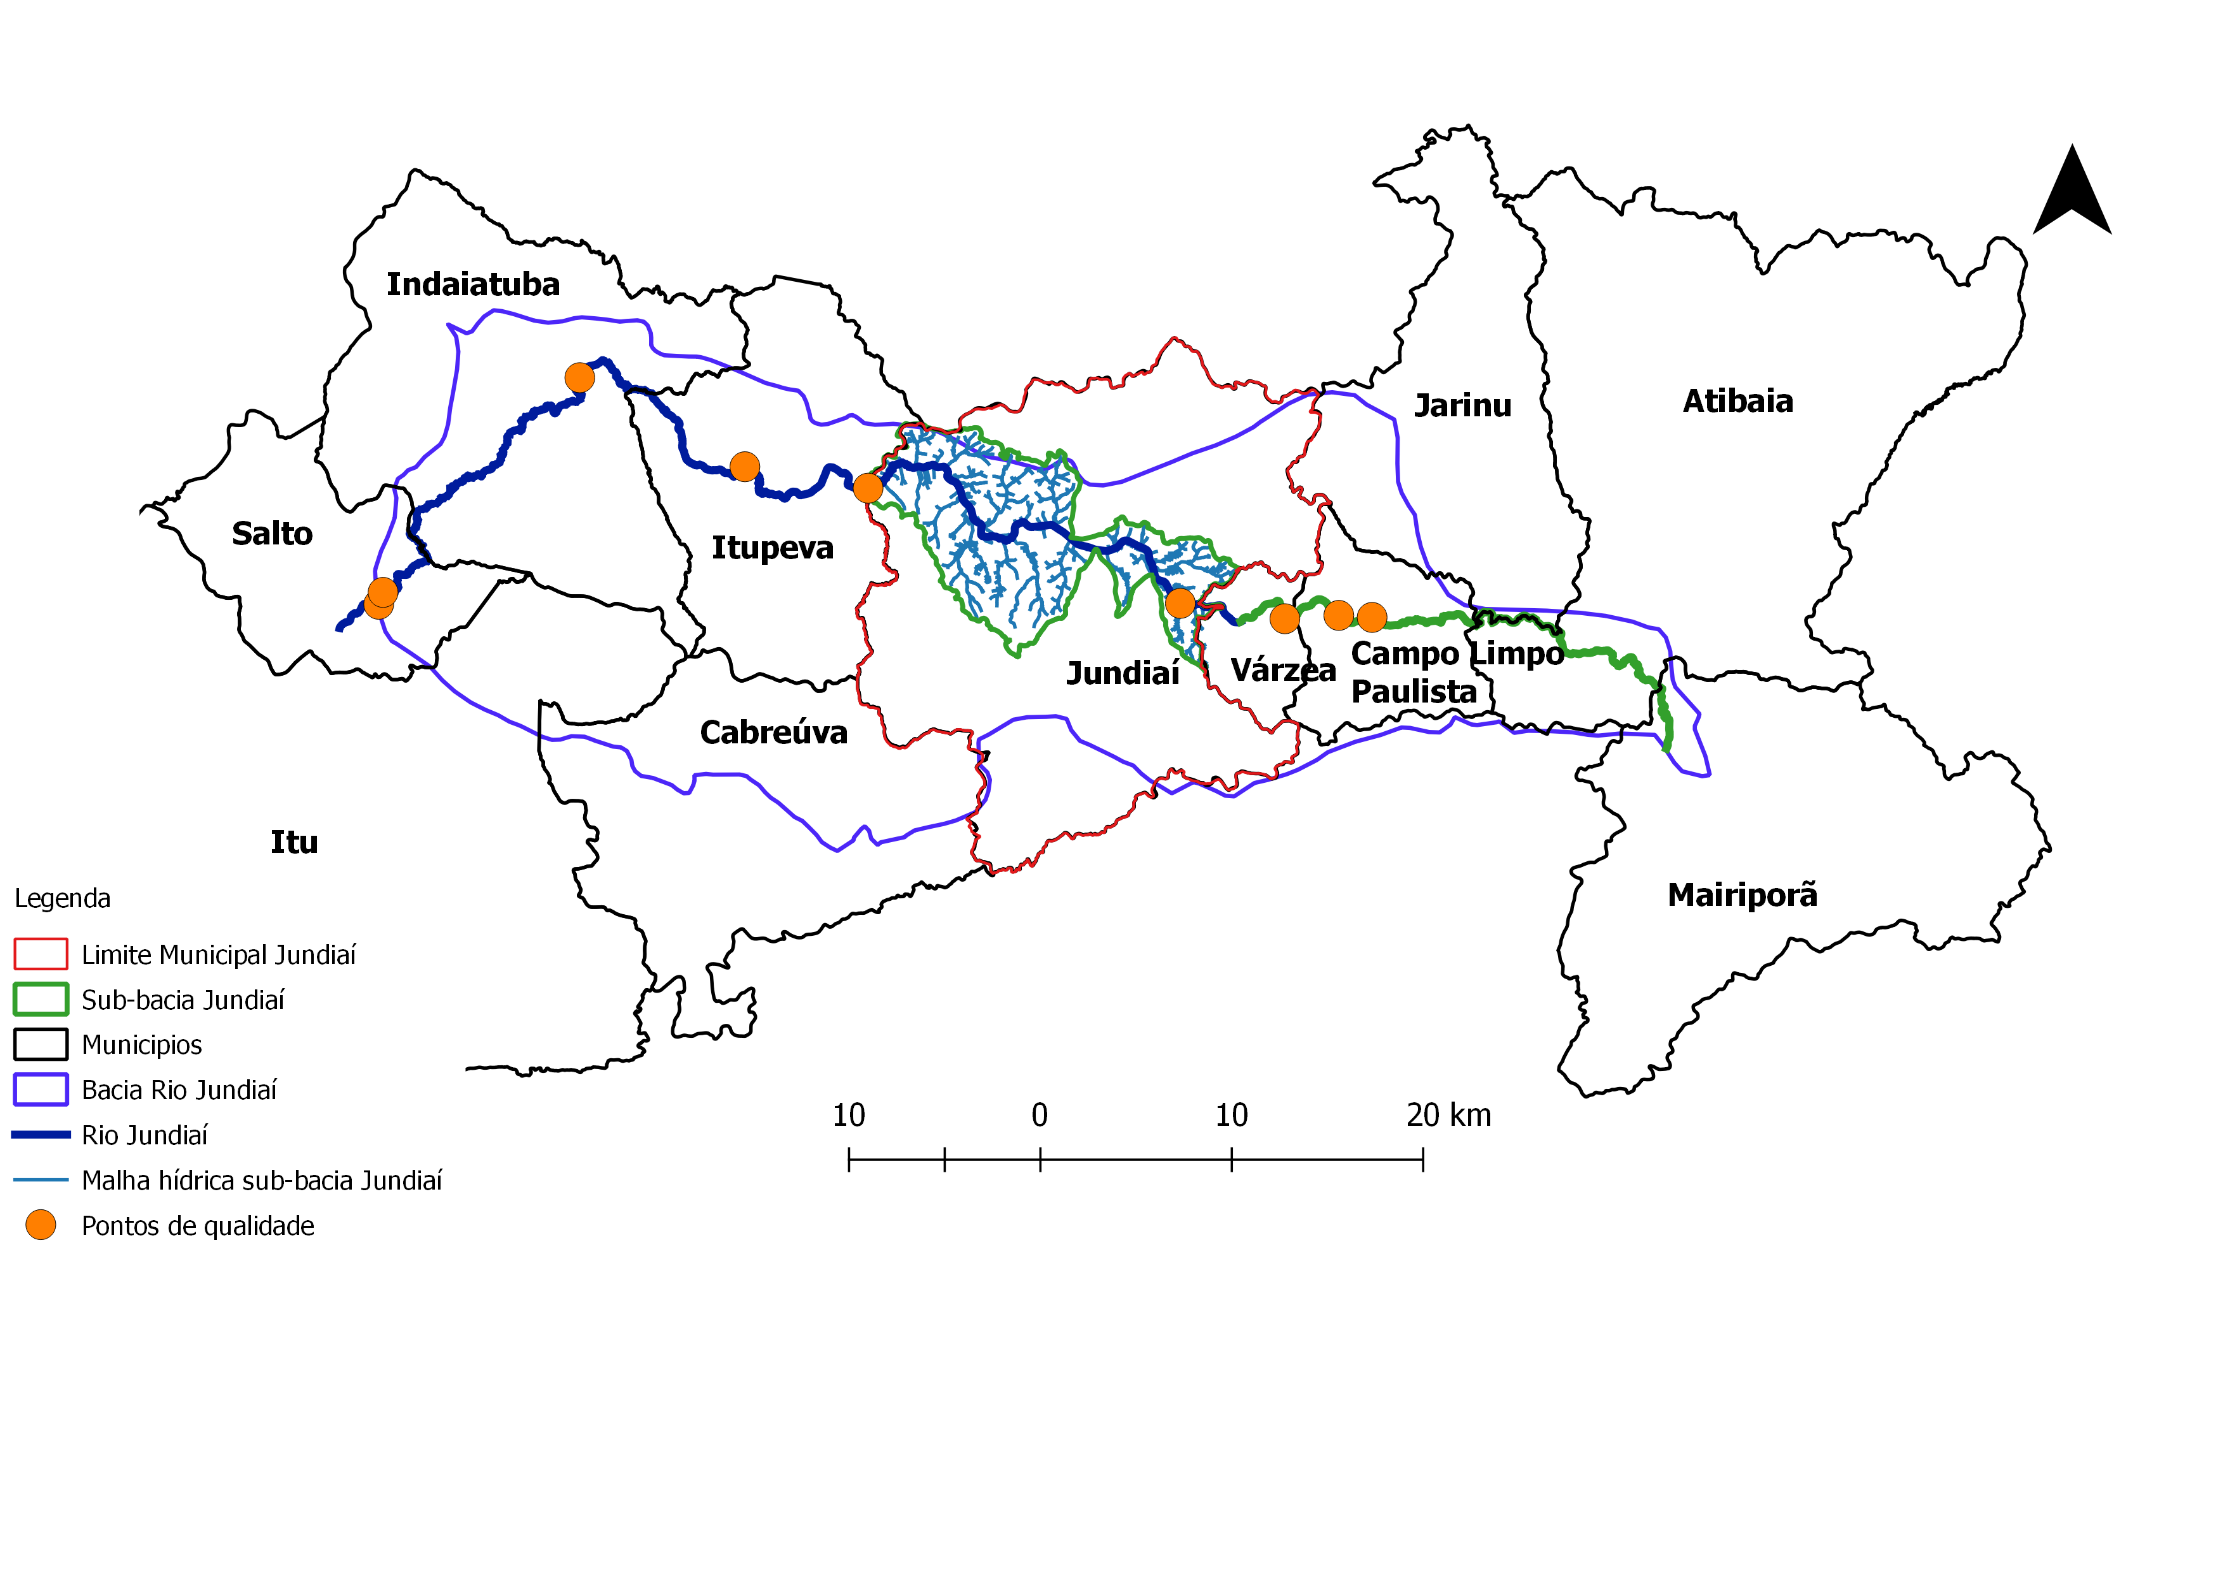 Indaiatuba
Jarinu
Atibaia
Salto
Itupeva
Campo Limpo
Paulista
Várzea
Jundiaí
Cabreúva
Itu
Mairiporã
Legenda
Limite Municipal Jundiaí
Sub-bacia Jundiaí
Municipios
Bacia Rio Jundiaí
Rio Jundiaí
Malha hídrica sub-bacia Jundiaí
Pontos de qualidade
10 0 10 20 km